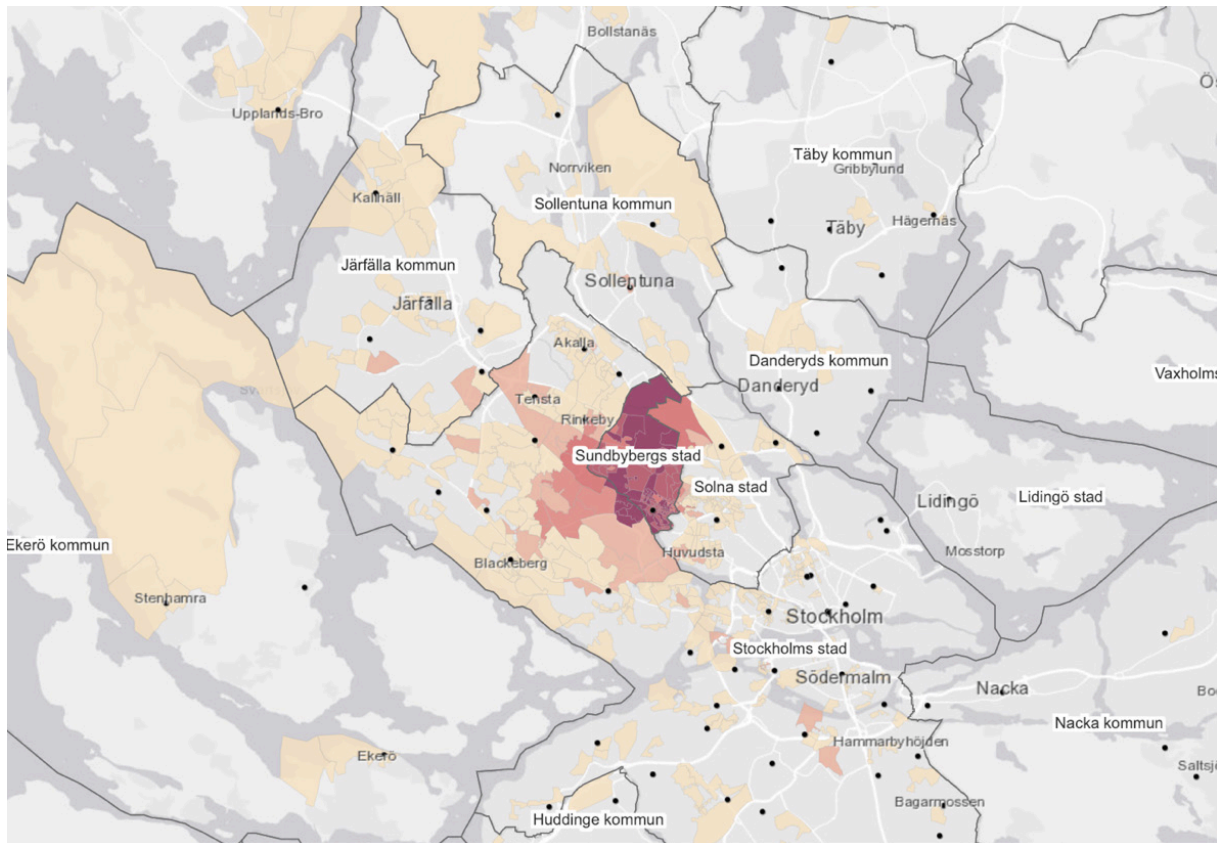 Bollstanäs
Upplands-Bro
Norrviken
Täby kommun
Gribbylund
Kallhäll
Sollentuna kommun
Täby
Hägernäs
Järfälla kommun
Sollentuna
Järfälla
Akalla
Danderyds kommun
Danderyd
Vaxholms
Tensta
Rinkeby
Sundbybergs stad
Solna stad
Lidingö
Lidingö stad
Ekerö kommun
Huvudsta
Mosstorp
Blackeberg
Stenhamra
Stockholm
Stockholms stad
Södermalm
Nacka
Nacka kommun
Hammarbyhöjden
Ekerö
Saltsjö
Bagarmossen
Huddinge kommun